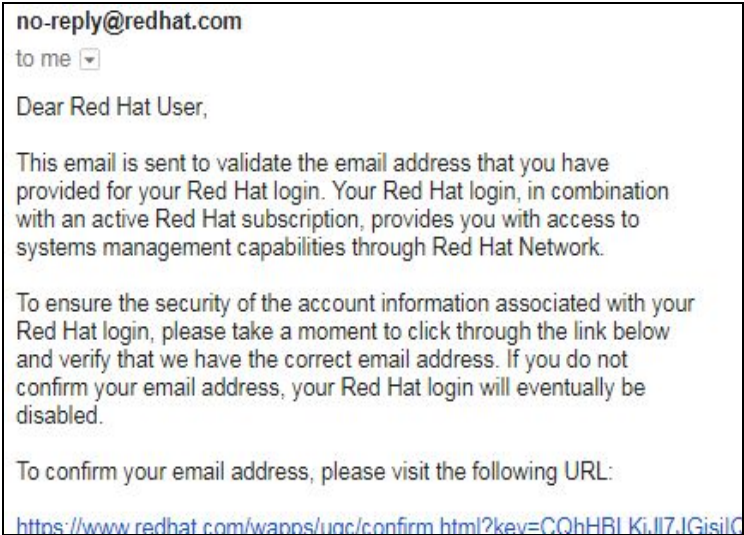 no-reply@redhat.com
to me
Dear Red Hat User,
This email is sent to validate the email address that you have
provided for your Red Hat login. Your Red Hat login, in combination
with an active Red Hat subscription, provides you with access to
systems management capabilities through Red Hat Network.
To ensure the security of the account information associated with your
Red Hat login, please take a moment to click through the link below
and verify that we have the correct email address. If you do not
confirm your email address, your Red Hat login will eventually be
disabled.
To confirm your email address, please visit the following URL:
https://www.redhat.com/wapps/ugc/confirm.html?key=